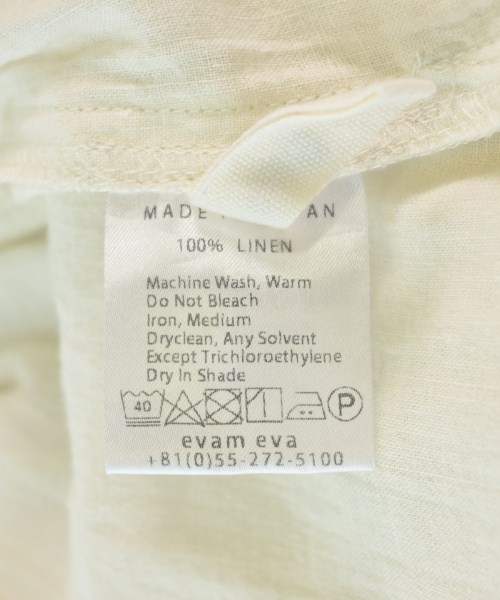 MADE AN
100% LINEN
Machine Wash, Warm
Do Not Bleach
Iron, Medium
Dryclean, Any Solvent
Except Trichloroethylene
Dry In Shade
40 P
evam eva
+81(0)55-272-5100